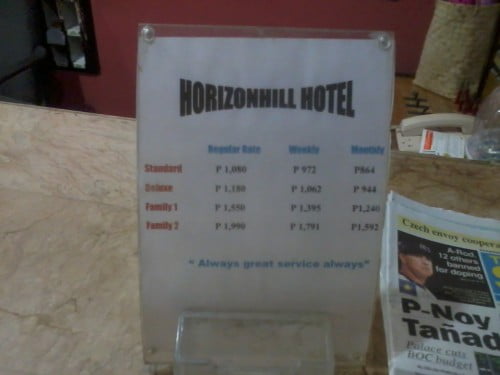 HORIZONHILL HOTEL
Regular Rate Weekly Monthly
Standard P 1,080 P 972 P864
Deluxe P 1,180 P 1,062 P 944
Family 1 P 1,550 P 1,395 P1,240
Family 2 P 1,990 P 1,791 P1,592
" Always great service always"
Czech envoy coopera
A-Rod,
12 others
banned
for doping
P-Noy
Tañad
Palace cuts
BOC budget